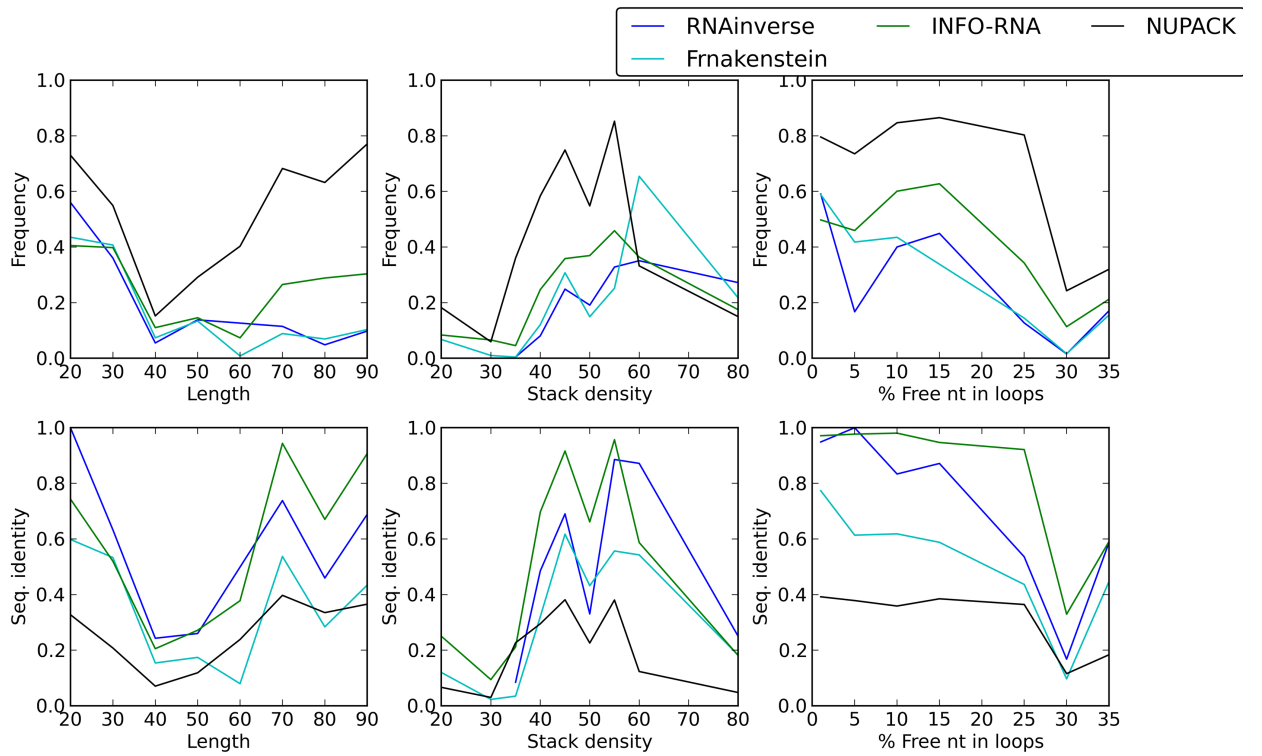 RNAinverse INFO-RNA NUPACK
Frnakenstein
1.0 0.8 0.6 0.4 0.2 0.0
Frequency
20 30 40 50 60 70 80 90
Length
1.0 0.8 0.6 0.4 0.2 0.0
Frequency
20 30 40 50 60 70 80
Stack density
1.0 0.8 0.6 0.4 0.2 0.0
Frequency
0 5 10 15 20 25 30 35
% Free nt in loops
1.0 0.8 0.6 0.4 0.2 0.0
Seq. identity
20 30 40 50 60 70 80 90
Length
1.0 0.8 0.6 0.4 0.2 0.0
Seq. identity
20 30 40 50 60 70 80
Stack density
1.0 0.8 0.6 0.4 0.2 0.0
Seq. identity
0 5 10 15 20 25 30 35
% Free nt in loops